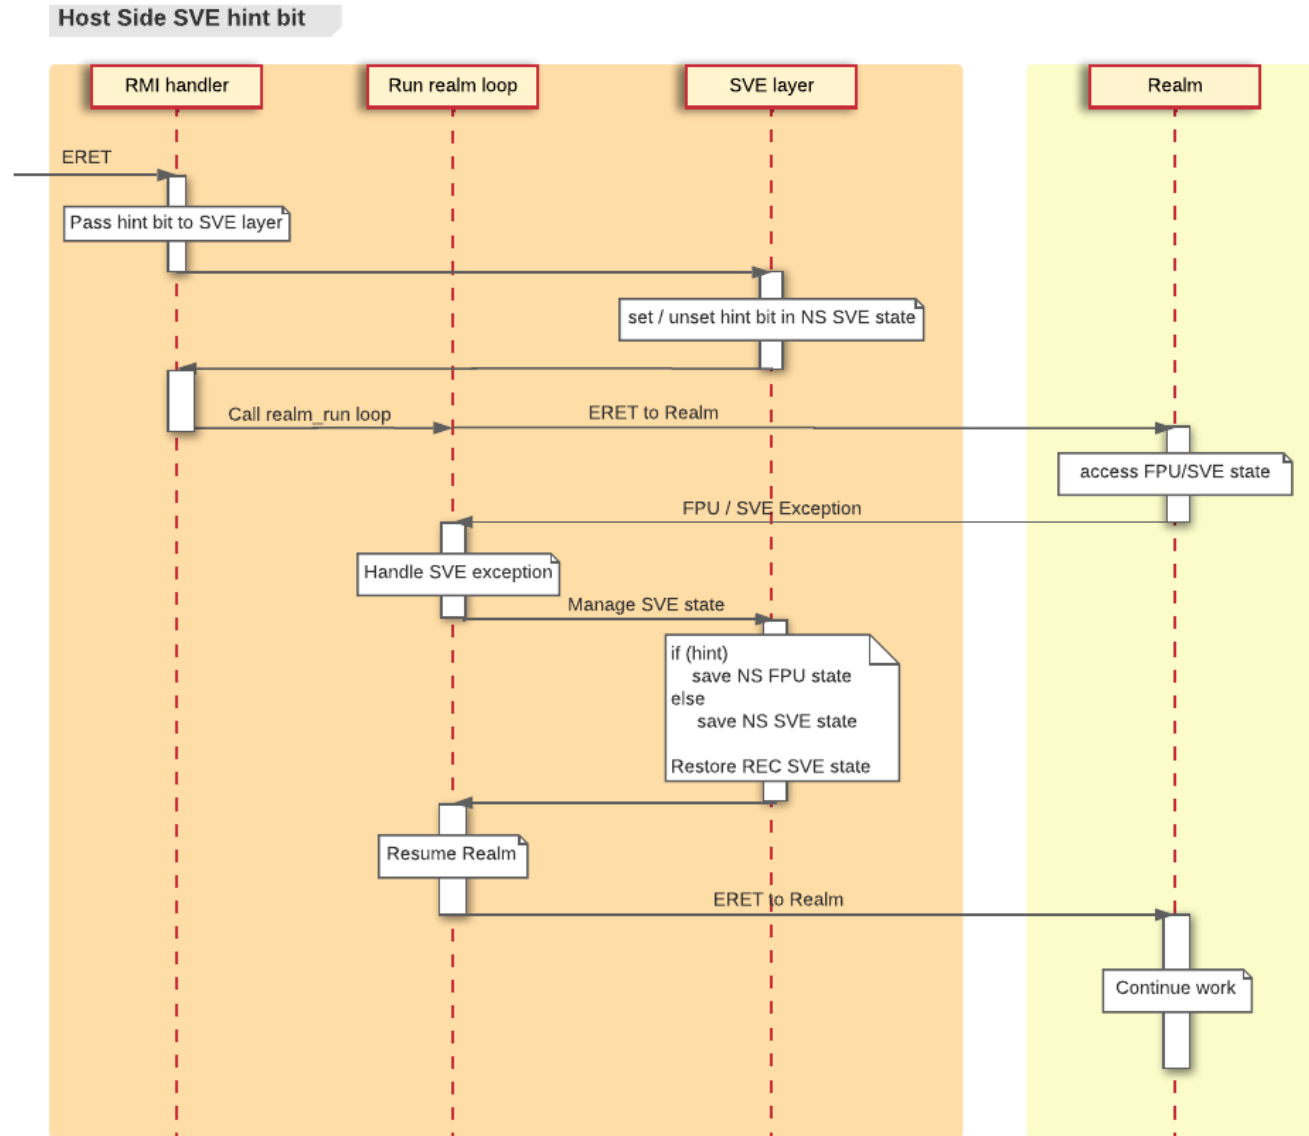 Host Side SVE hint bit
RMI handler
Run realm loop
SVE layer
Realm
ERET
Pass hint bit to SVE layer
set / unset hint bit in NS SVE state
Call realm_run loop
ERET to Realm
access FPU/SVE state
FPU / SVE Exception
Handle SVE exception
Manage SVE state
if (hint)
save NS FPU state
else
save NS SVE state
Restore REC SVE state
Resume Realm
ERET to Realm
Continue work